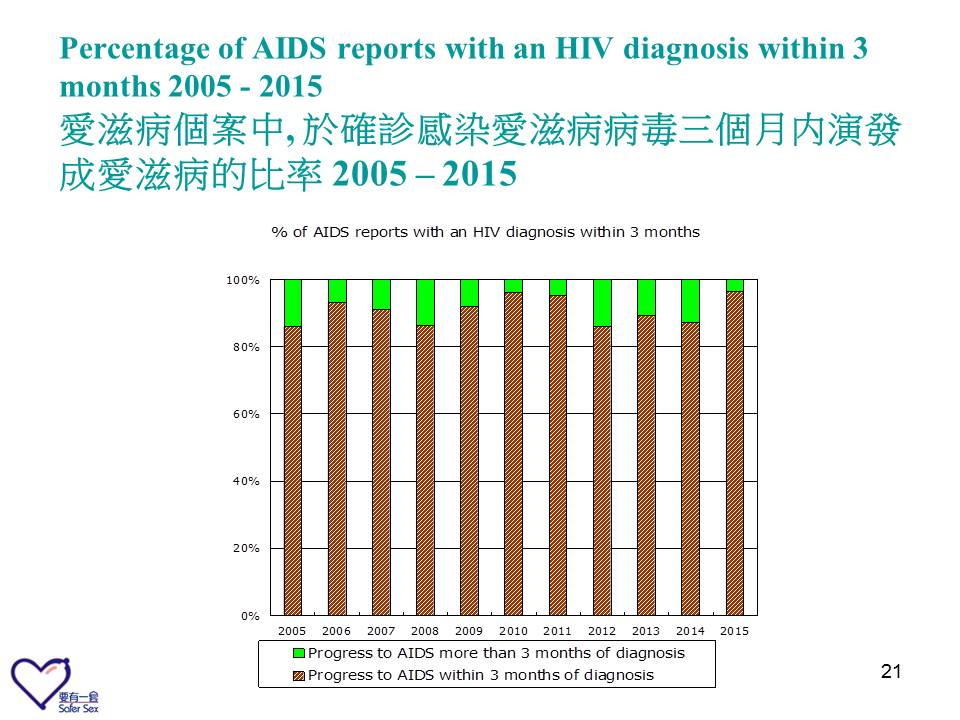 Percentage of AIDS reports with an HIV diagnosis within 3
months 2005 - 2015
愛滋病個案中, 於確診感染愛滋病病毒三個月內演發
成愛滋病的比率 2005 – 2015
% of AIDS reports with an HIV diagnosis within 3 months
100%
80%
60%
40%
20%
0%
2005 2006 2007 2008 2009 2010 2011 2012 2013 2014 2015
Progress to AIDS more than 3 months of diagnosis
Progress to AIDS within 3 months of diagnosis
要有一套
Safer Sex
21